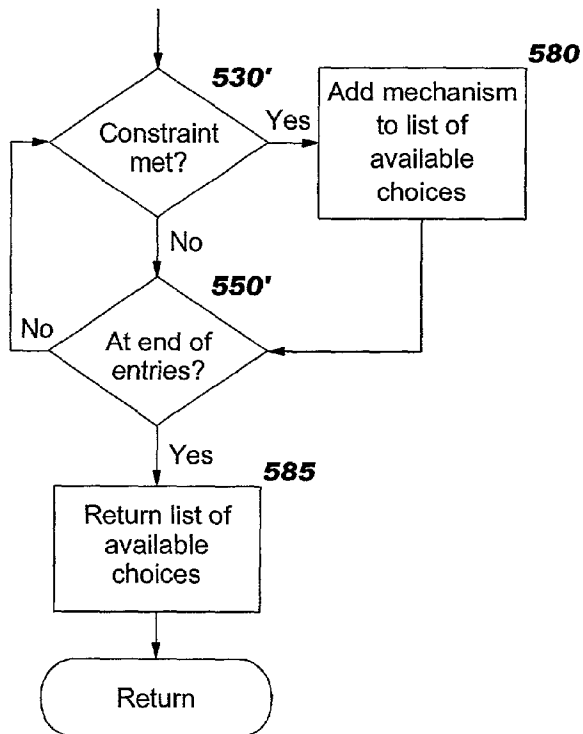 530'
580
Constraint
met?
Yes
Add mechanism
to list of
available
choices
No
550'
No
At end of
entries?
Yes
585
Return list of
available
choices
Return